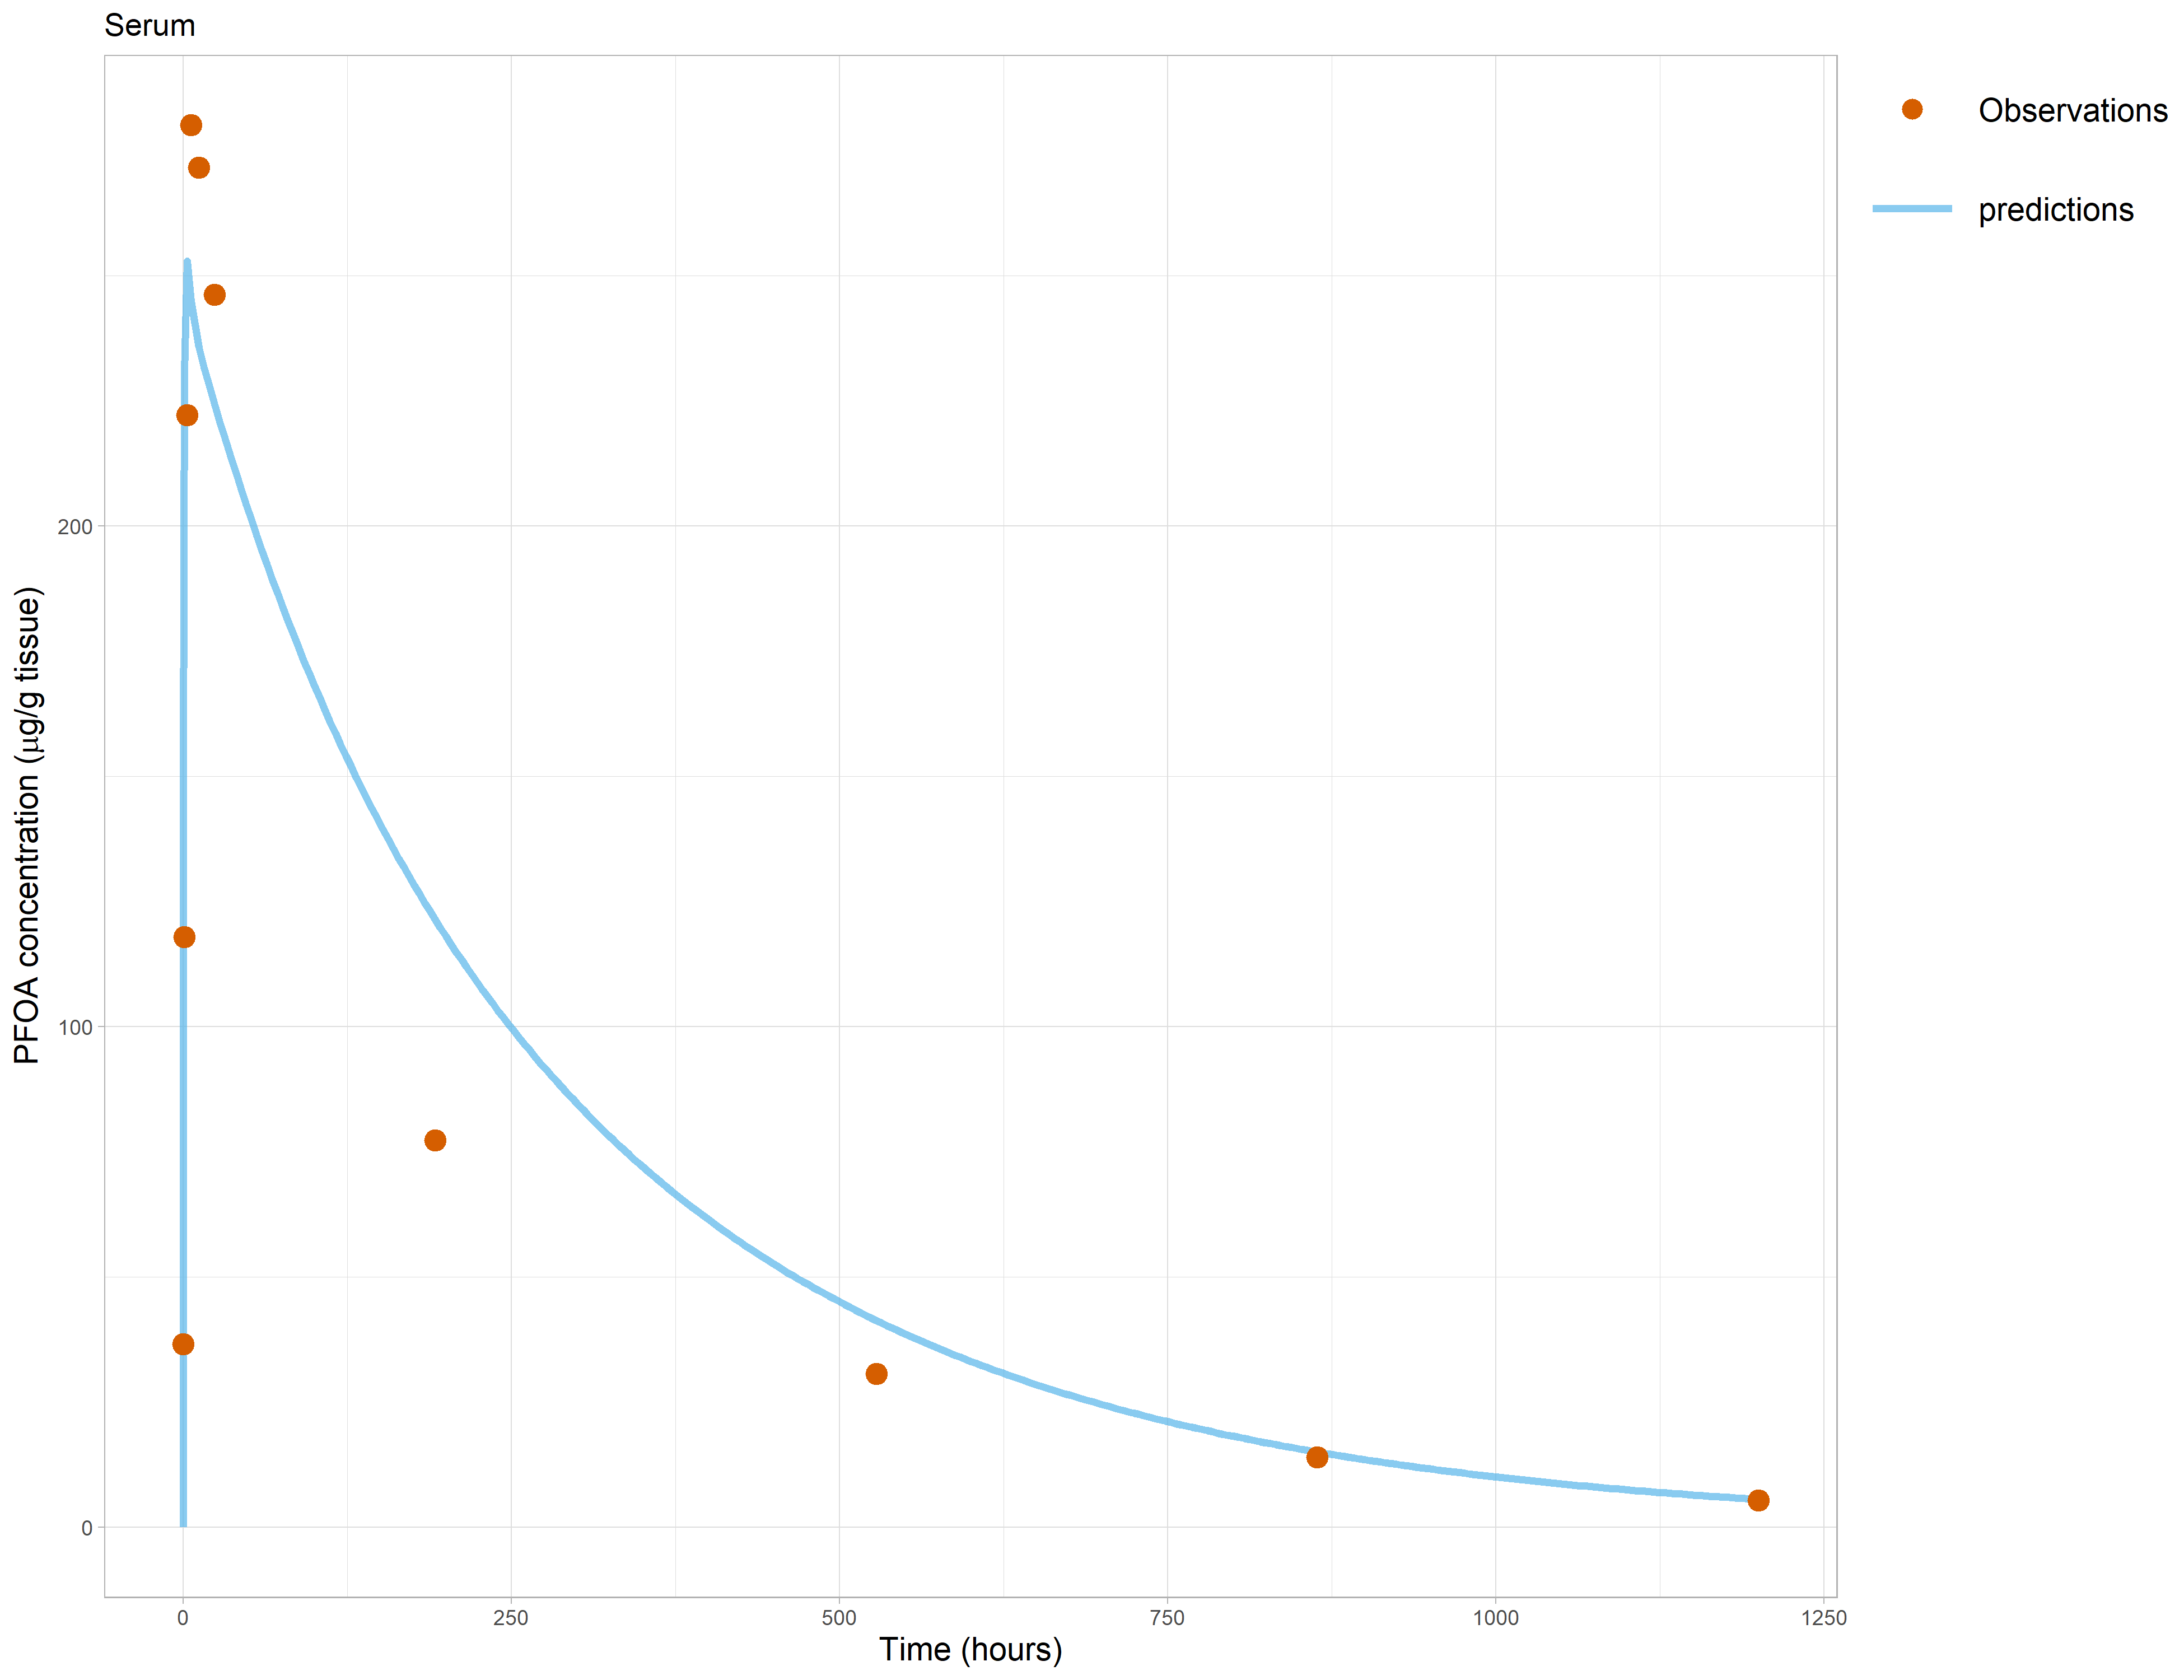 Serum
Observations
predictions
PFOA concentration (μg/g tissue)
200
100
0
0 250 500 750 1000 1250
Time (hours)